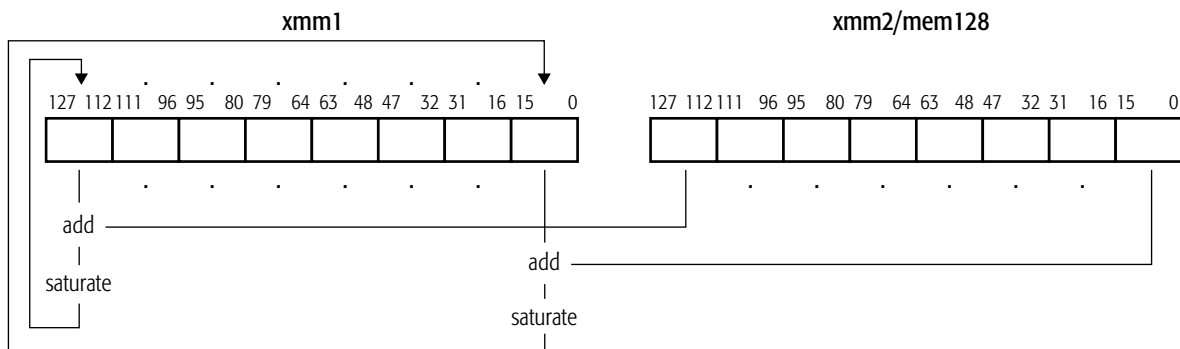 xmm1 xmm2/mem128
. . . . . .
127 112 111 96 95 80 79 64 63 48 47 32 31 16 15 0 127 112 111 96 95 80 79 64 63 48 47 32 31 16 15 0
. . . . . . . . . . . .
add
add
saturate
saturate